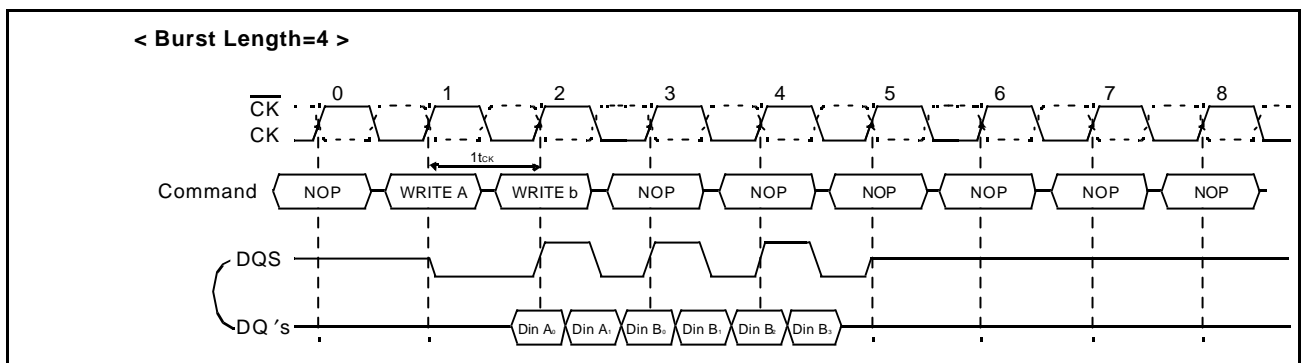 < Burst Length=4 >
0 1 2 3 4 5 6 7 8
CK
CK
1tCK
Command NOP WRITE A WRITE b NOP NOP NOP NOP NOP NOP
DQS
DQ's Din A0 Din A1 Din B0 Din B1 Din B2 Din B3